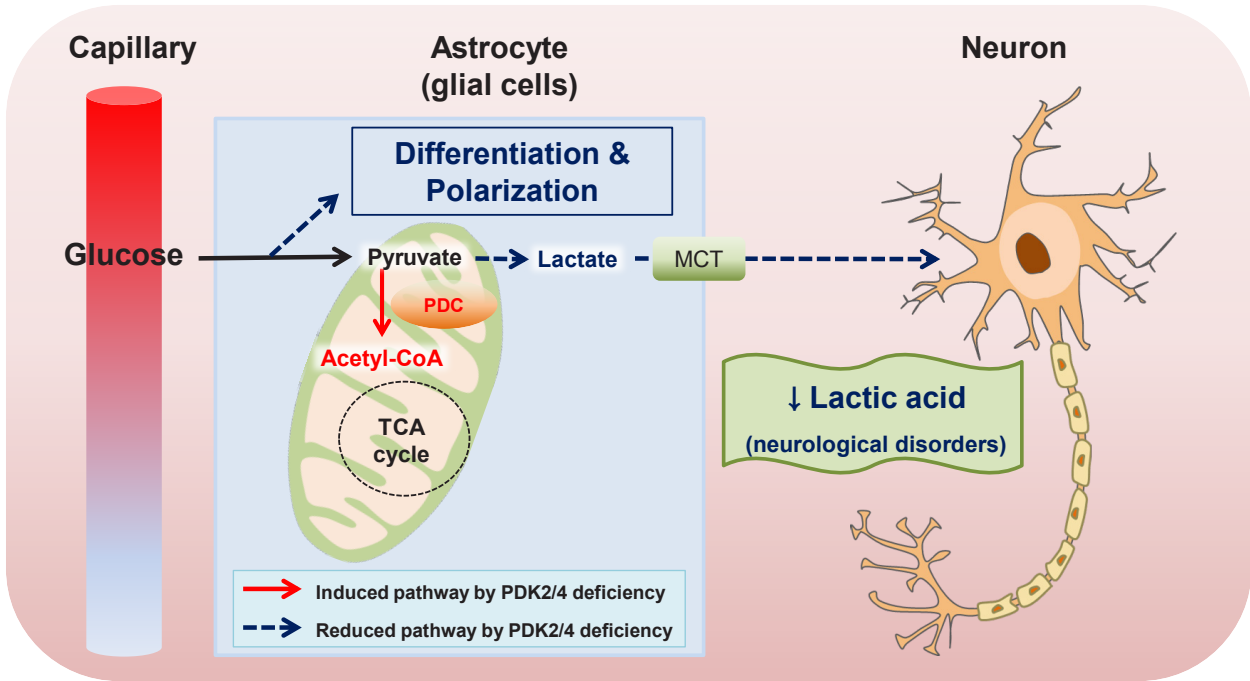 Capillary
Astrocyte
(glial cells)
Neuron
Differentiation &
Polarization
Glucose
Pyruvate
Lactate
MCT
PDC
Acetyl-CoA
TCA
cycle
↓ Lactic acid
(neurological disorders)
Induced pathway by PDK2/4 deficiency
Reduced pathway by PDK2/4 deficiency